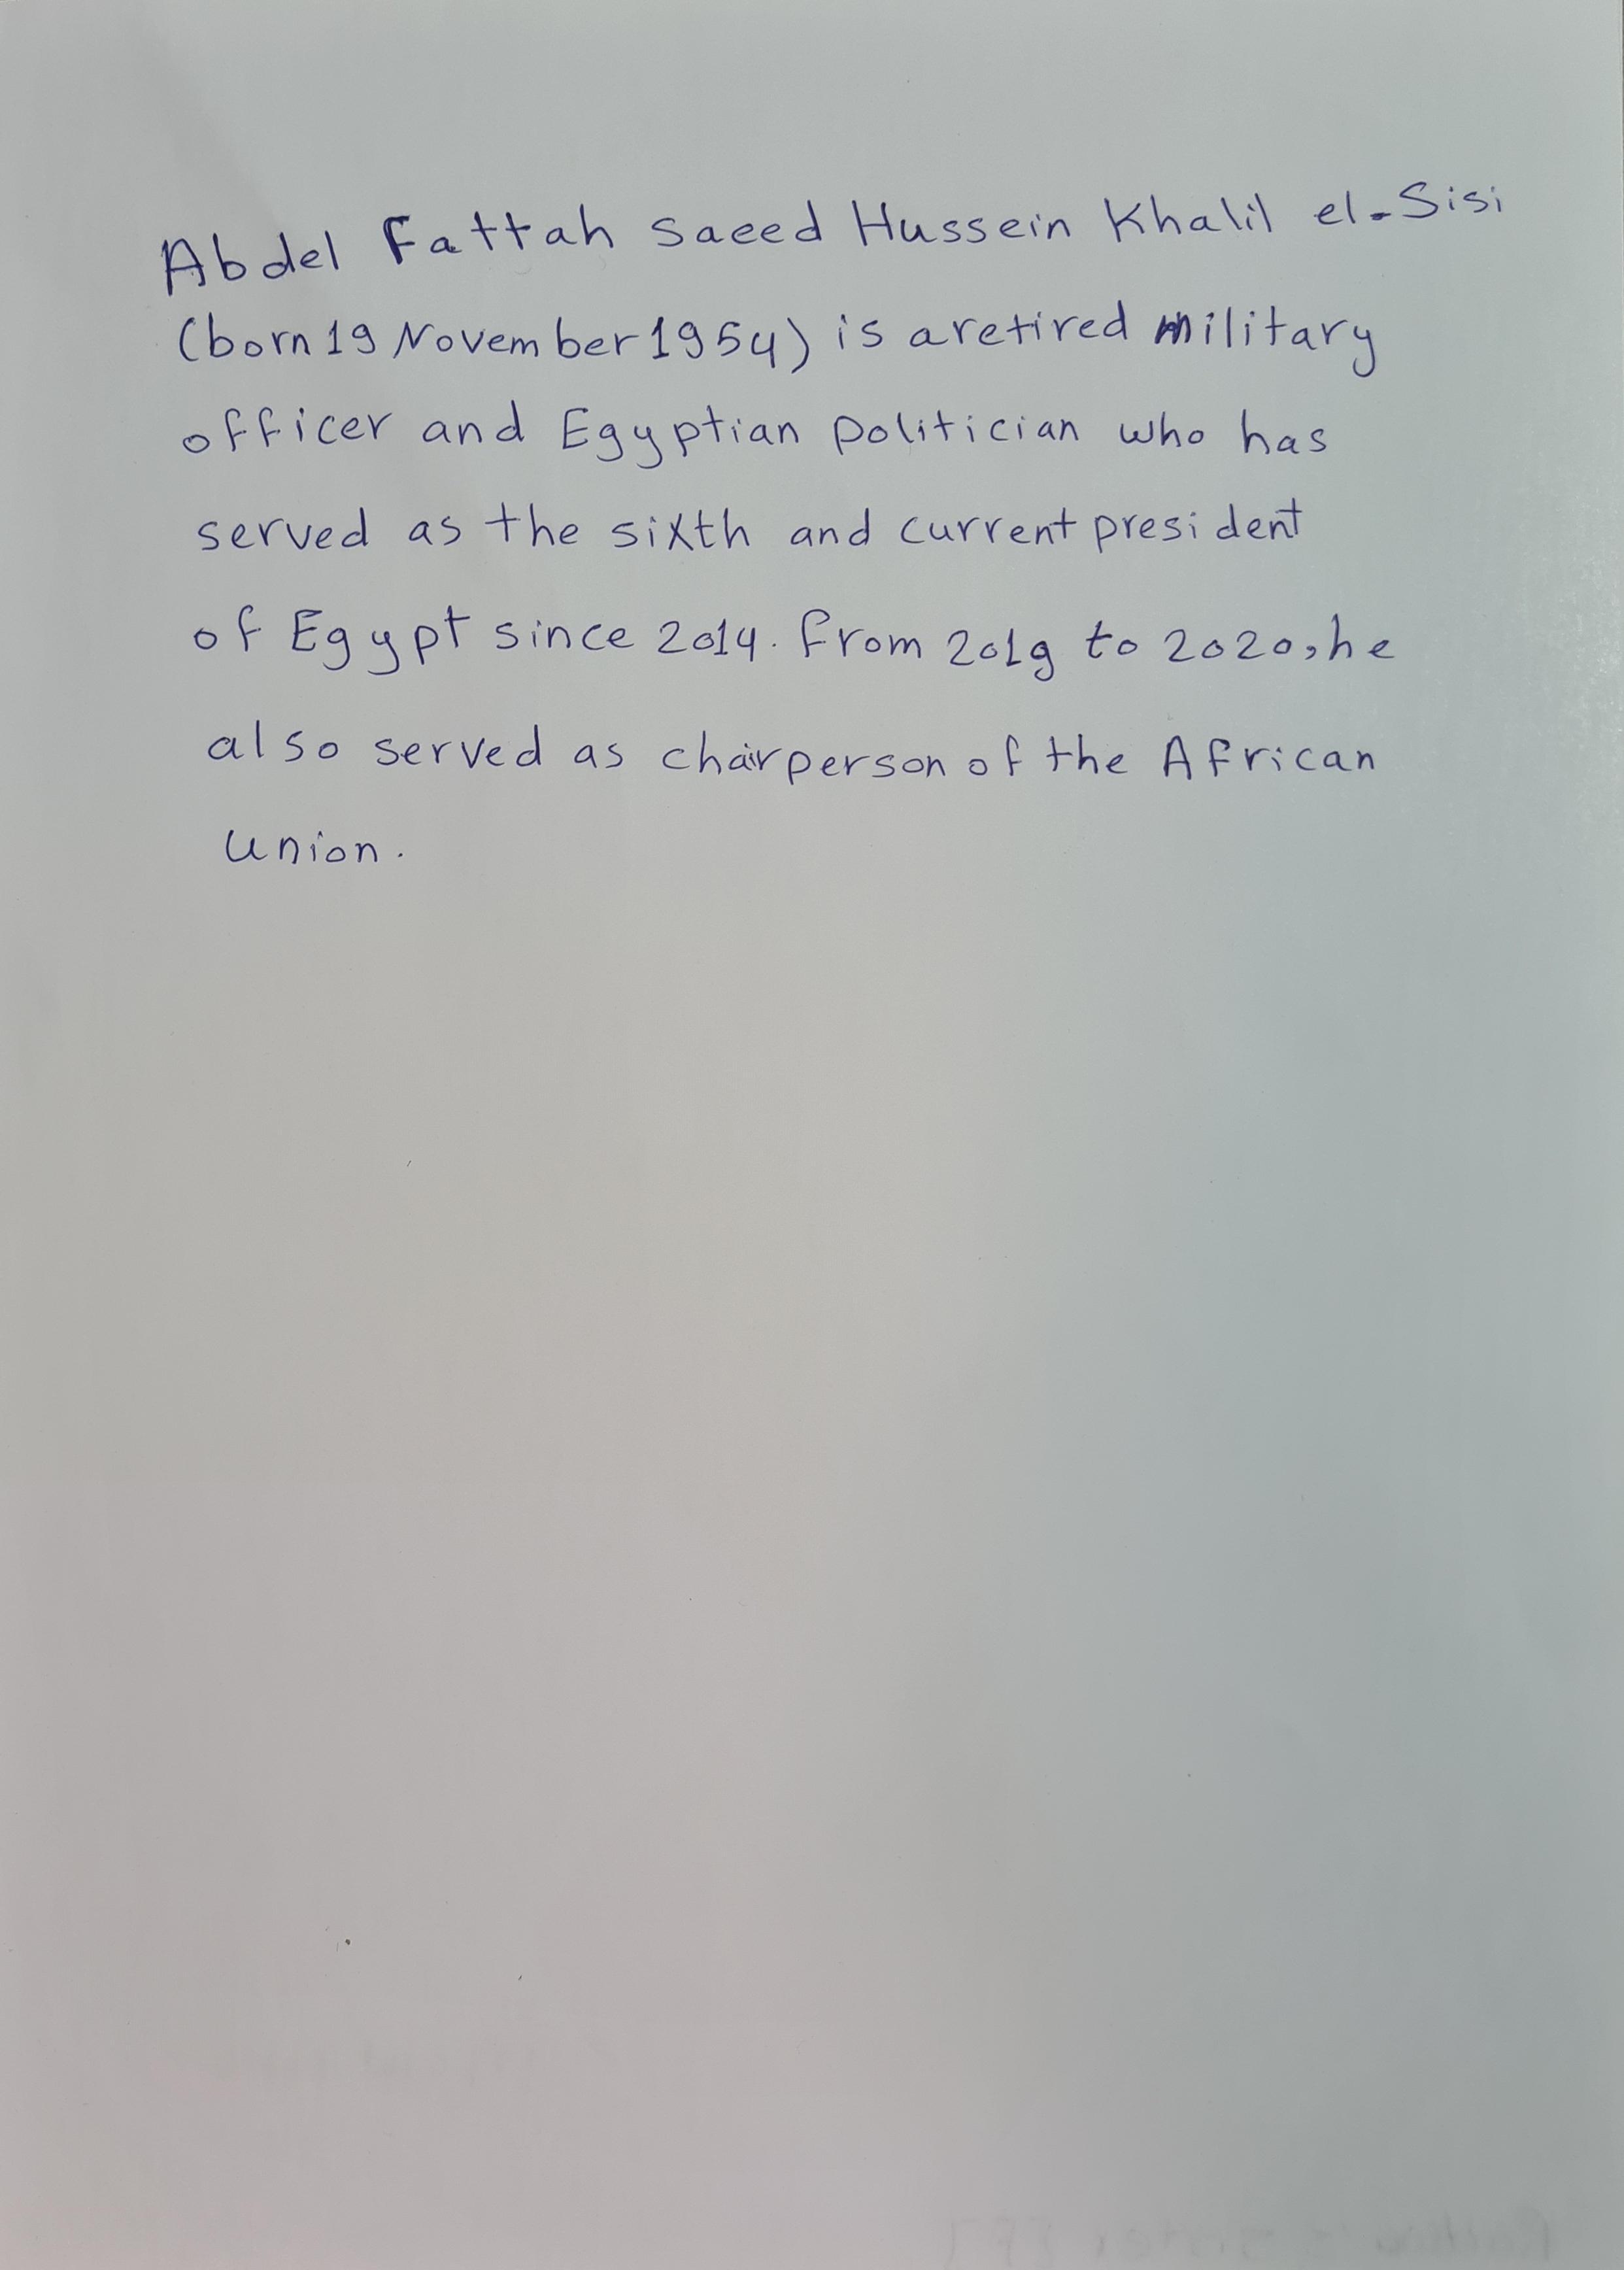 Abdel Fattah Saeed Hussein Khalil el-Sisi
(born 19 November 1954) is a retired military
officer and Egyptian politician who has
served as the sixth and current president
of Egypt since 2014. From 2019 to 2020, he
also served as chairperson of the African
Union.